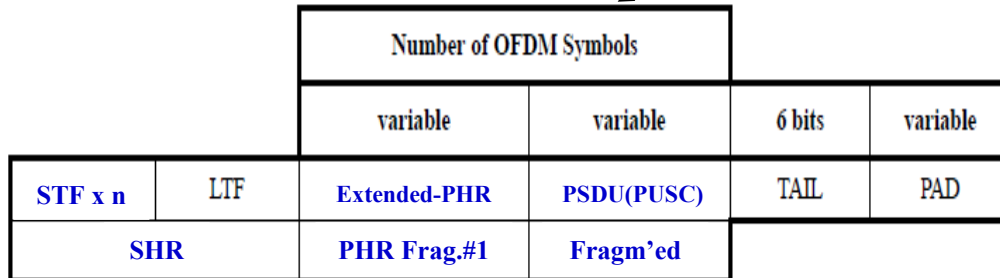 Number of OFDM Symbols
variable variable 6 bits variable
STF x n LTF Extended-PHR PSDU(PUSC) TAIL PAD
SHR PHR Frag.#1 Fragm'ed